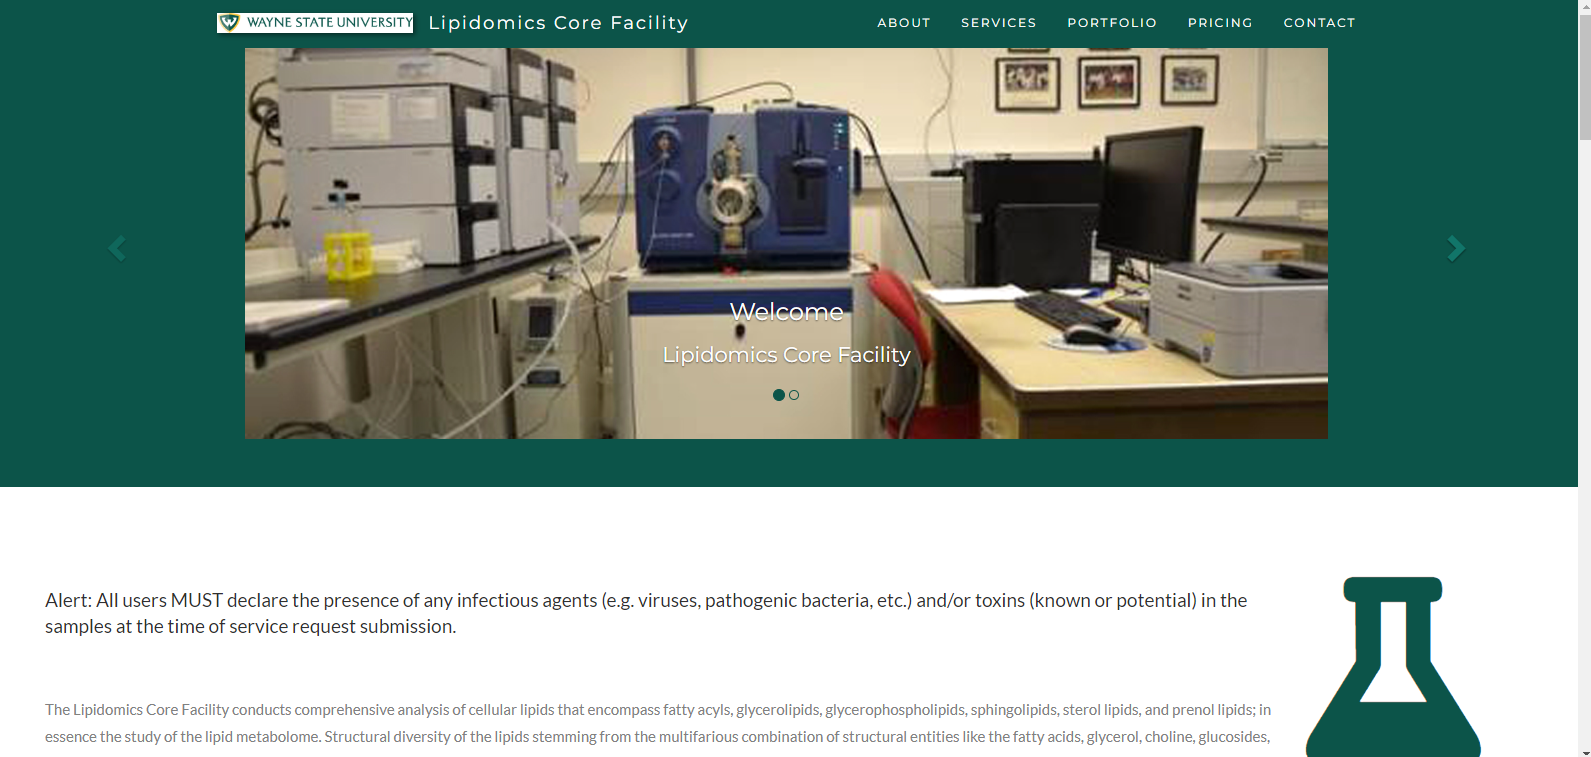 WAYNE STATE UNIVERSITY Lipidomics Core Facility ABOUT SERVICES PORTFOLIO PRICING CONTACT
Welcome
Lipidomics Core Facility
Alert: All users MUST declare the presence of any infectious agents (e.g. viruses, pathogenic bacteria, etc.) and/or toxins (known or potential) in the
samples at the time of service request submission.
The Lipidomics Core Facility conducts comprehensive analysis of cellular lipids that encompass fatty acyls, glycerolipids, glycerophospholipids, sphingolipids, sterol lipids, and prenol lipids; in
essence the study of the lipid metabolome. Structural diversity of the lipids stemming from the multifarious combination of structural entities like the fatty acids, glycerol, choline, glucosides,